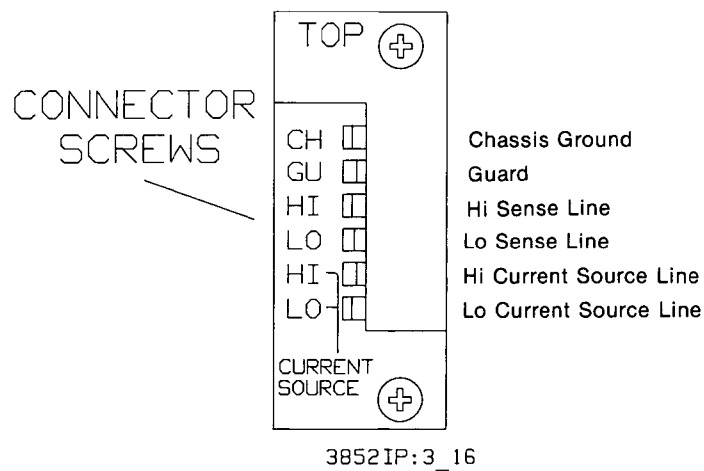 TOP
CONNECTOR
SCREWS
CH Chassis Ground
GU Guard
HI Hi Sense Line
LO Lo Sense Line
HI Hi Current Source Line
LO Lo Current Source Line
CURRENT
SOURCE
3852IP:3_16